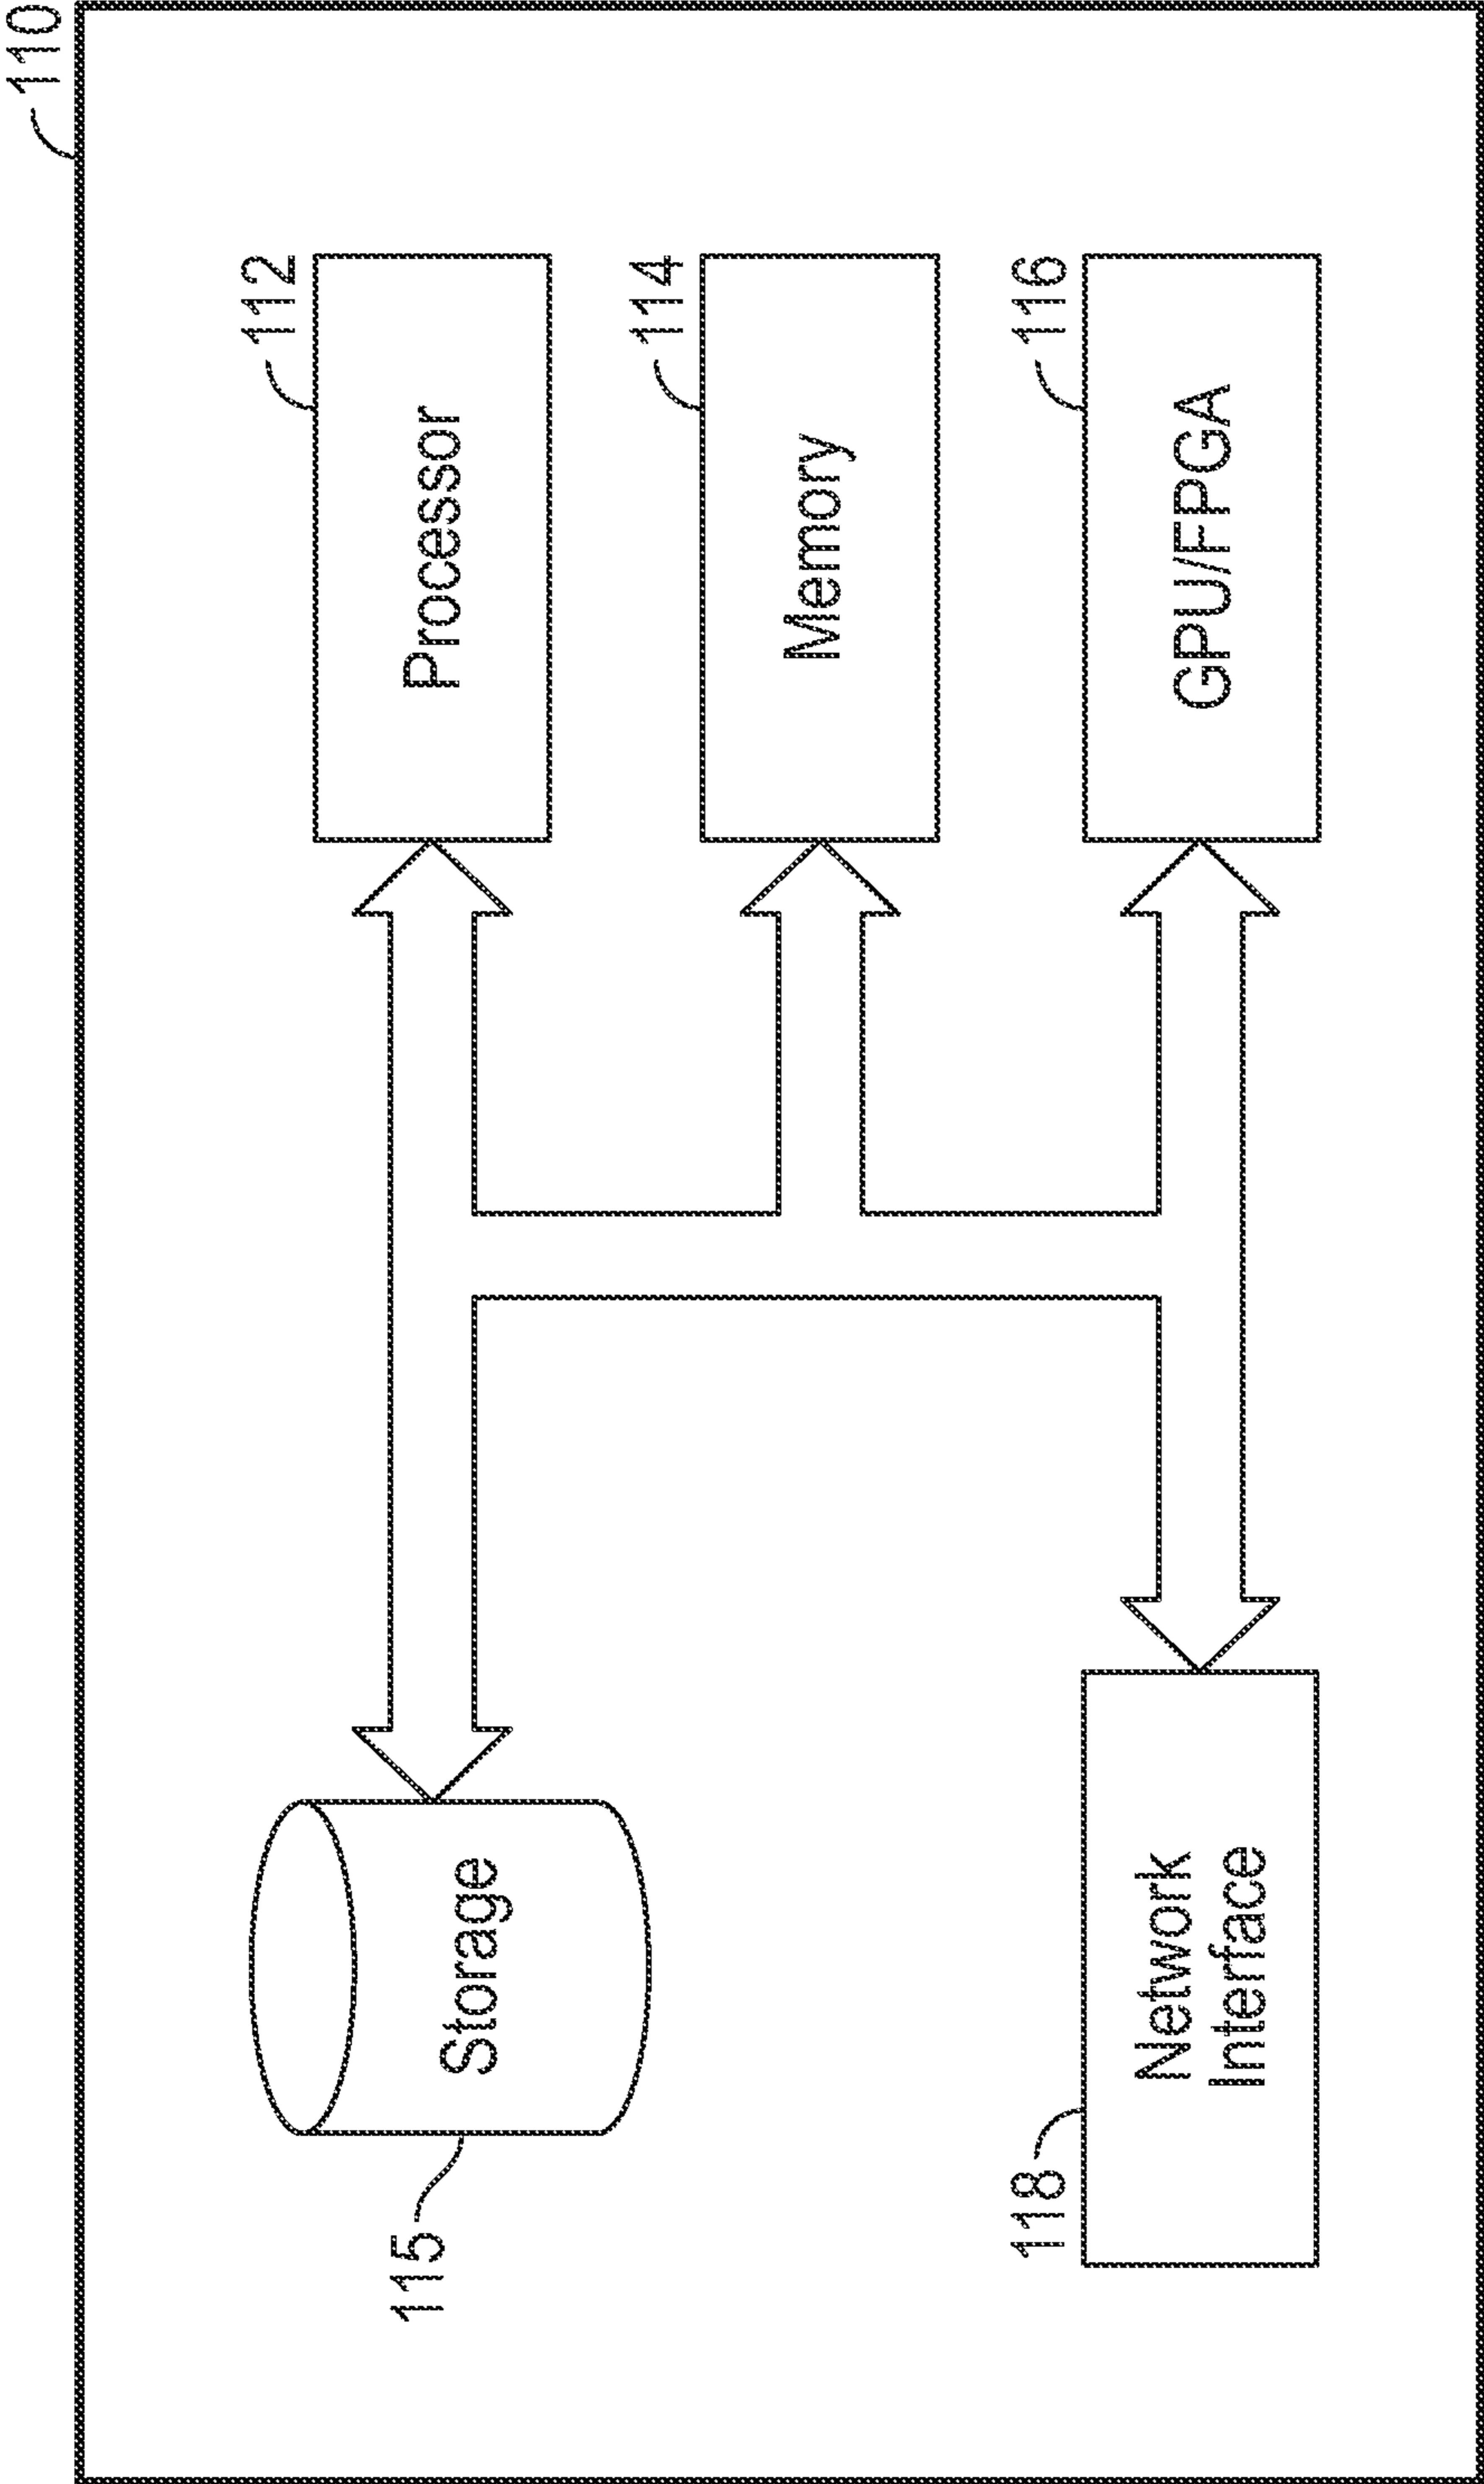 110
Storage
115
Processor
112
Memory
114
Network
Interface
118
GPU/FPGA
116